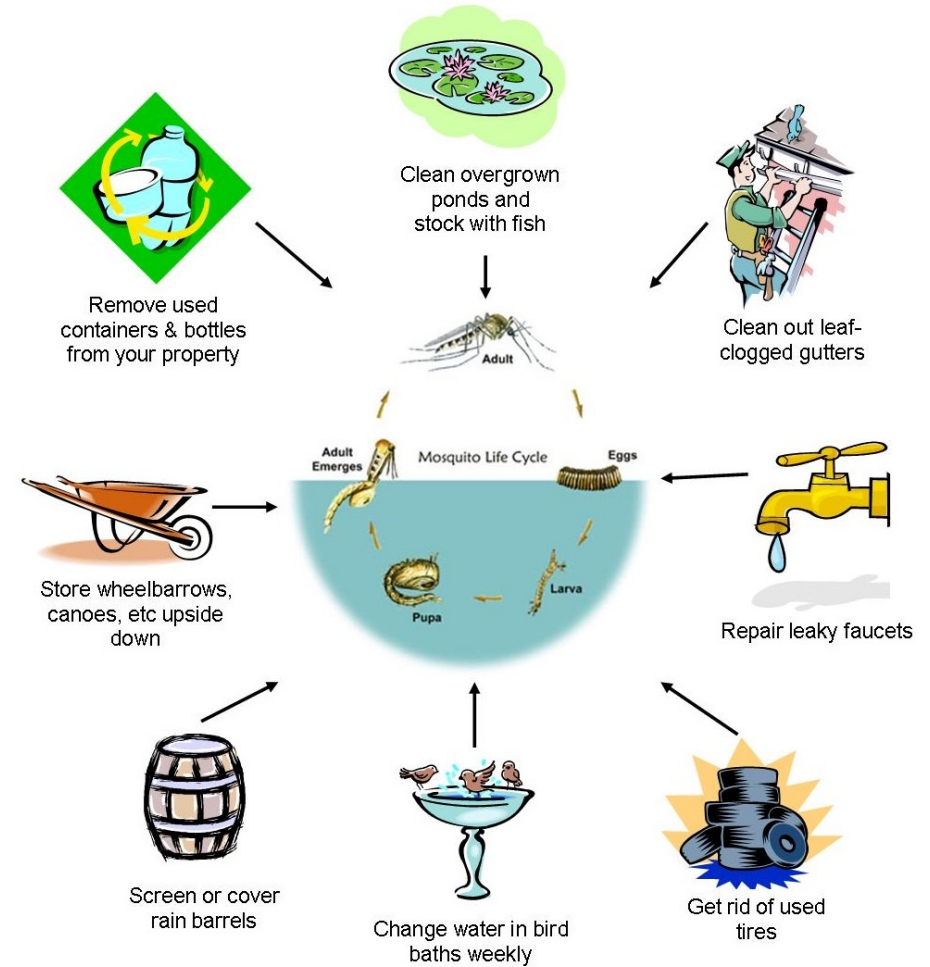 Clean overgrown
ponds and
stock with fish
Remove used
containers & bottles
from your property
Clean out leaf-
clogged gutters
Adult
Adult
Emerges
Mosquito Life Cycle
Eggs
Larva
Pupa
Store wheelbarrows,
canoes, etc upside
down
Repair leaky faucets
Screen or cover
rain barrels
Change water in bird
baths weekly
Get rid of used
tires